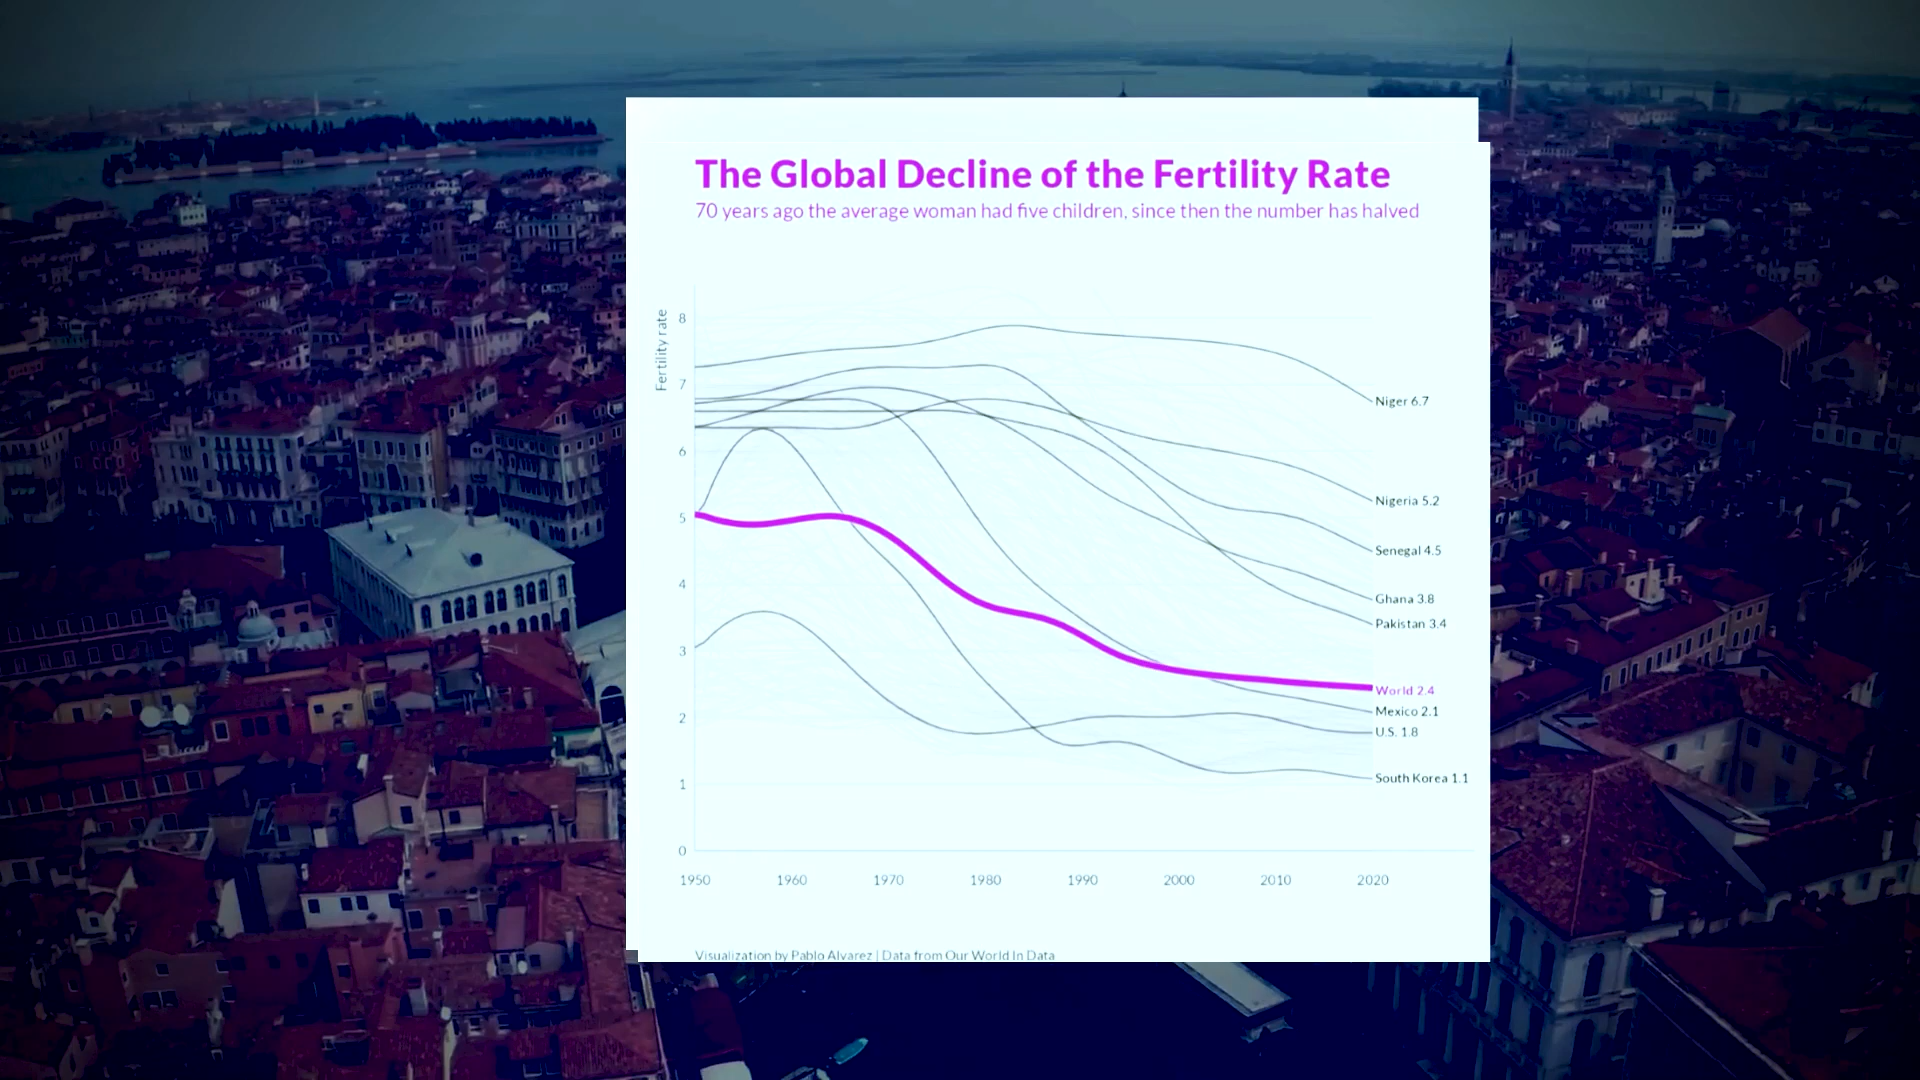 The Global Decline of the Fertility Rate
70 years ago the average woman had five children, since then the number has halved
Fertility rate
8
7
6
5
4
3
2
1
0
Niger 6.7
Nigeria 5.2
Senegal 4.5
Ghana 3.8
Pakistan 3.4
World 2.4
Mexico 2.1
U.S. 1.8
South Korea 1.1
1950 1960 1970 1980 1990 2000 2010 2020
Visualization by Pablo Alvarez | Data from Our World In Data